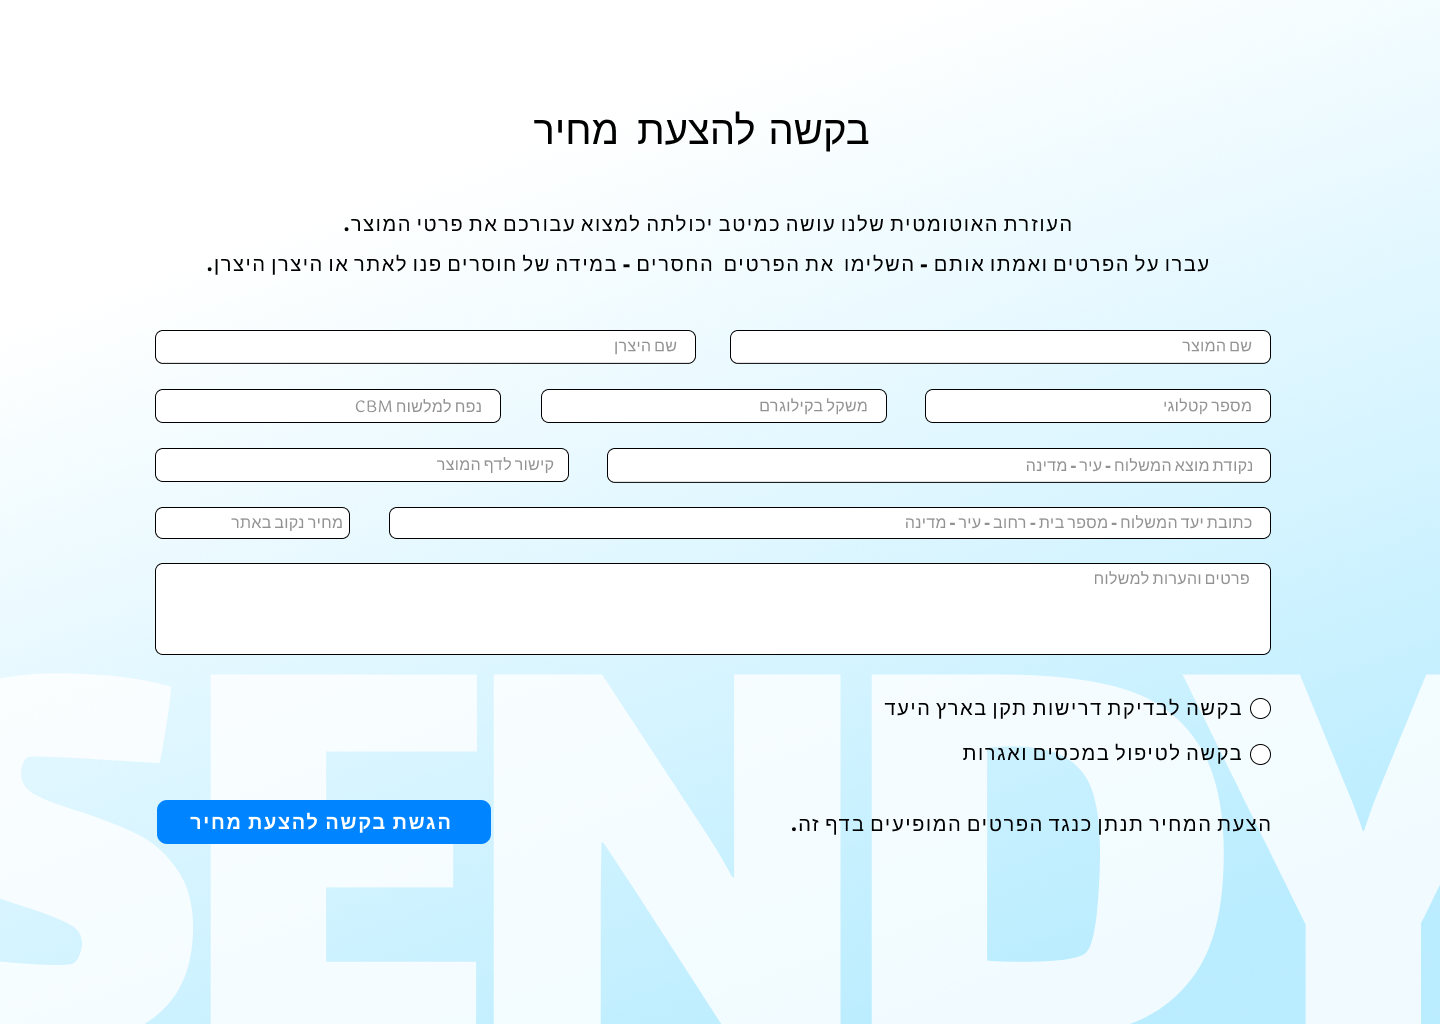 בקשה להצעת מחיר
העוזרת האוטומטית שלנו עושה כמיטב יכולתה למצוא עבורכם את פרטי המוצר.
עברו על הפרטים ואמתו אותם - השלימו את הפרטים החסרים - במידה של חוסרים פנו לאתר או היצרן היצרן.
שם המוצר
שם היצרן
מספר קטלוגי
משקל בקילוגרם
נפח למלשוח CBM
נקודת מוצא המשלוח - עיר - מדינה
קישור לדף המוצר
כתובת יעד המשלוח - מספר בית - רחוב - עיר - מדינה
מחיר נקוב באתר
פרטים והערות למשלוח
בקשה לבדיקת דרישות תקן בארץ היעד
בקשה לטיפול במכסים ואגרות
הצעת המחיר תנתן כנגד הפרטים המופיעים בדף זה.
הגשת בקשה להצעת מחיר
SENDY